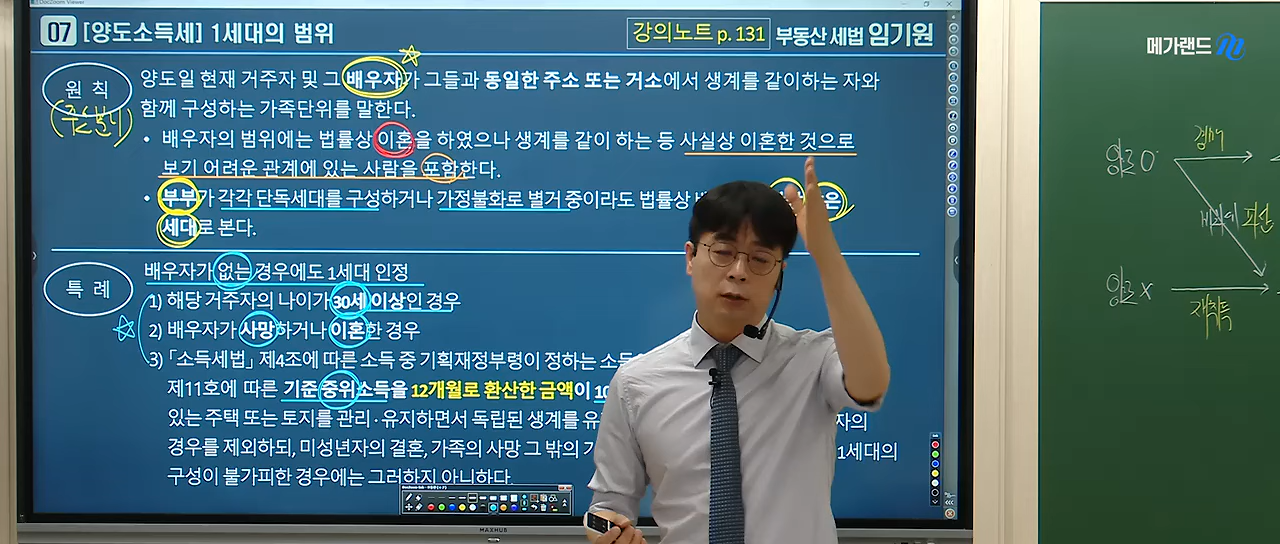 DocZoom Viewer
07 [양도소득세] 1세대의 범위
강의노트 p. 131 부동산 세법 임기원
원 칙
(주소분리)
양도일 현재 거주자 및 그 배우자가 그들과 동일한 주소 또는 거소에서 생계를 같이하는 자와
함께 구성하는 가족단위를 말한다.
• 배우자의 범위에는 법률상 이혼을 하였으나 생계를 같이 하는 등 사실상 이혼한 것으로
보기 어려운 관계에 있는 사람을 포함한다.
• 부부가 각각 단독세대를 구성하거나 가정불화로 별거 중이라도 법률상
은
세대로 본다.
특 례
배우자가 없는 경우에도 1세대 인정
1) 해당 거주자의 나이가 30세 이상인 경우
2) 배우자가 사망하거나 이혼한 경우
3) 「소득세법」 제4조에 따른 소득 중 기획재정부령이 정하는
제11호에 따른 기준 중위소득을 12개월로 환산한 금액이
있는 주택 또는 토지를 관리·유지하면서 독립된 생계를
자의
경우를 제외하되, 미성년자의 결혼, 가족의 사망 그 밖의
1세대의
구성이 불가피한 경우에는 그러하지 아니하다.
MAXHUB
메가랜드
양도 O
경매
파산
양도 X
재취득